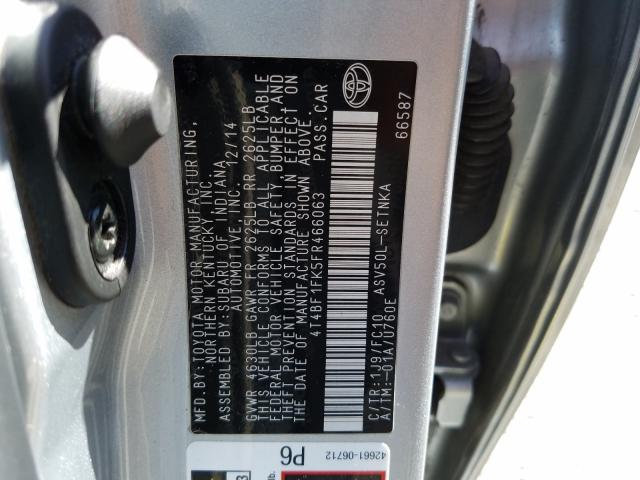 MFD.BY:TOYOTA MOTOR MANUFACTURING,
NORTHERN KENTUCKY, INC.
ASSEMBLED BY:SUBARU OF INDIANA
AUTOMOTIVE, INC. 12/14
GVWR 4630LB GAWR FR 2625LB RR 2625LB
THIS VEHICLE CONFORMS TO ALL APPLICABLE
FEDERAL MOTOR VEHICLE SAFETY, BUMPER AND
THEFT PREVENTION STANDARDS IN EFFECT ON
THE DATE OF MANUFACTURE SHOWN ABOVE.
4T4BF1FK5FR466063 PASS.CAR
C/TR:1J9/FC10 ASV50L-SETNKA
A/TM:-01A/U760E 66587
42661-06712
P6
lb.
3